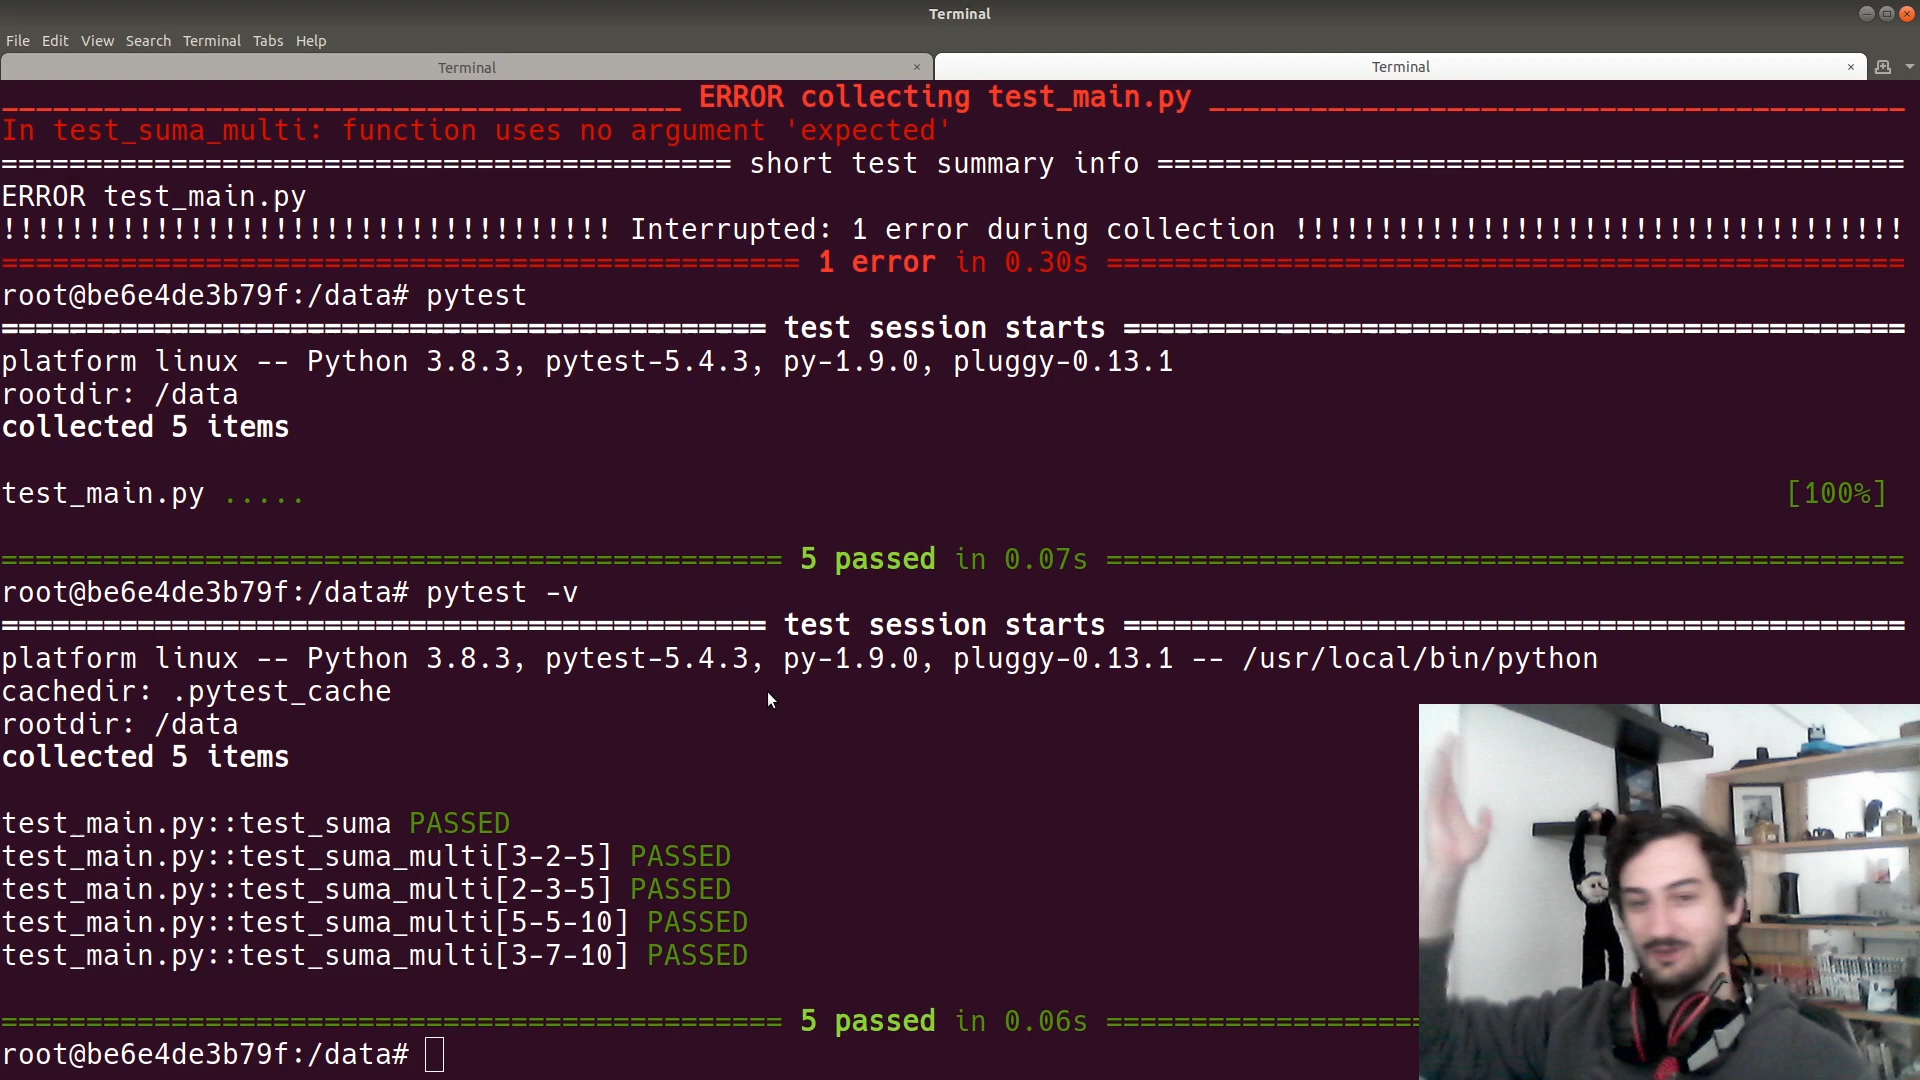 Terminal
File Edit View Search Terminal Tabs Help
Terminal × Terminal ×
________________________________________ ERROR collecting test_main.py _________________________________________
In test_suma_multi: function uses no argument 'expected'
=========================================== short test summary info ============================================
ERROR test_main.py
!!!!!!!!!!!!!!!!!!!!!!!!!!!!!!!!!!!! Interrupted: 1 error during collection !!!!!!!!!!!!!!!!!!!!!!!!!!!!!!!!!!!!
=============================================== 1 error in 0.30s ===============================================
root@be6e4de3b79f:/data# pytest
============================================= test session starts ==============================================
platform linux -- Python 3.8.3, pytest-5.4.3, py-1.9.0, pluggy-0.13.1
rootdir: /data
collected 5 items
test_main.py ..... [100%]
============================================== 5 passed in 0.07s ===============================================
root@be6e4de3b79f:/data# pytest -v
============================================= test session starts ==============================================
platform linux -- Python 3.8.3, pytest-5.4.3, py-1.9.0, pluggy-0.13.1 -- /usr/local/bin/python
cachedir: .pytest_cache
rootdir: /data
collected 5 items
test_main.py::test_suma PASSED
test_main.py::test_suma_multi[3-2-5] PASSED
test_main.py::test_suma_multi[2-3-5] PASSED
test_main.py::test_suma_multi[5-5-10] PASSED
test_main.py::test_suma_multi[3-7-10] PASSED
============================================== 5 passed in 0.06s ===================
root@be6e4de3b79f:/data#